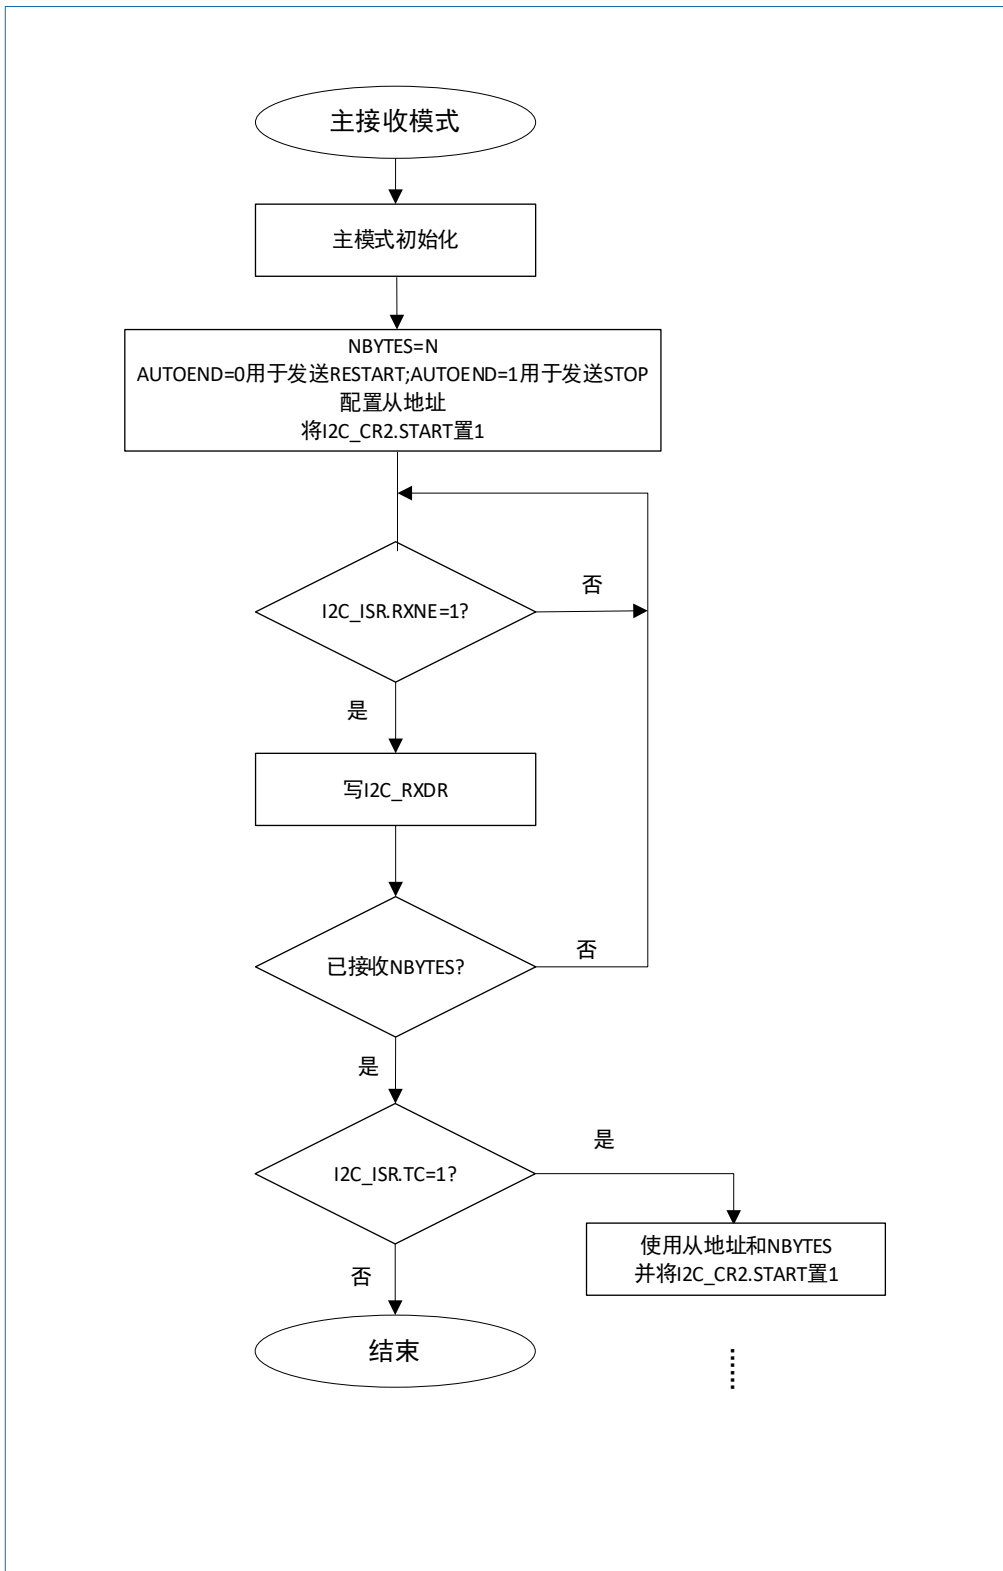 主接收模式
主模式初始化
NBYTES=N
AUTOEND=0用于发送RESTART;AUTOEND=1用于发送STOP
配置从地址
将I2C_CR2.START置1
I2C_ISR.RXNE=1?
否
是
写I2C_RXDR
已接收NBYTES?
否
是
I2C_ISR.TC=1?
是
使用从地址和NBYTES
并将I2C_CR2.START置1
否
结束